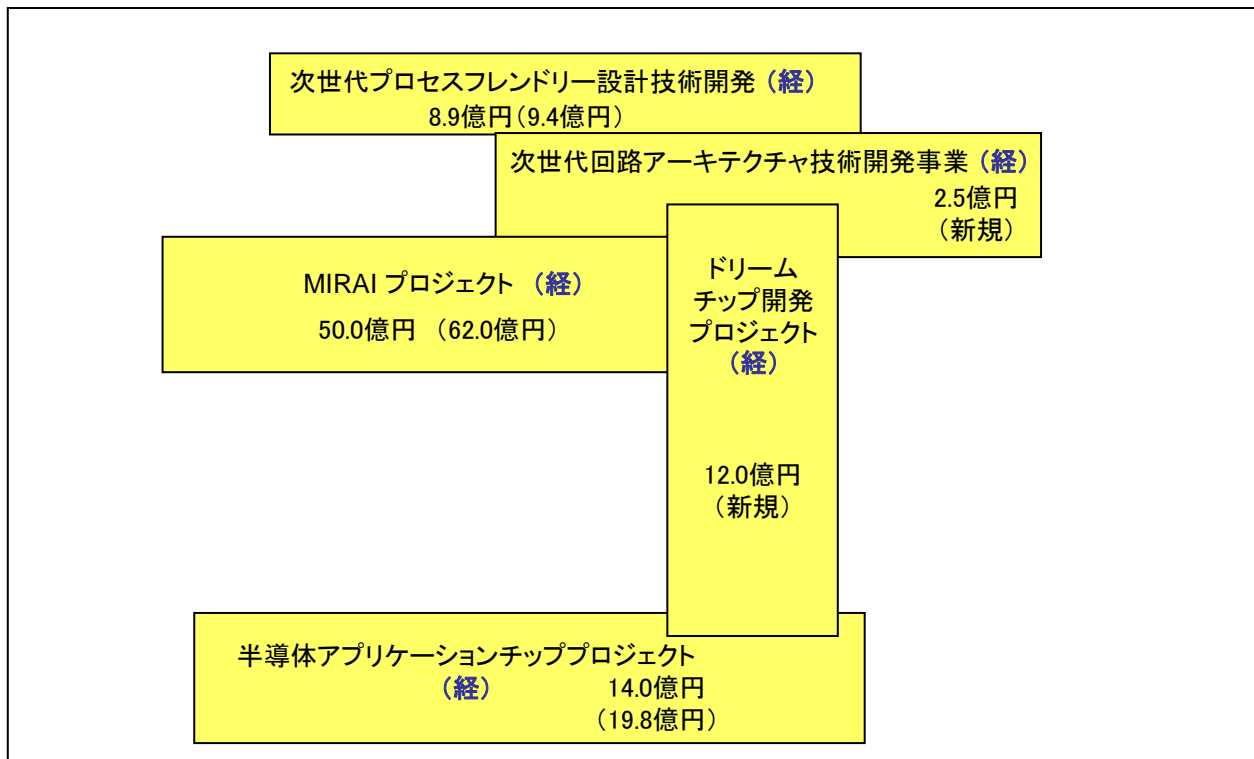 次世代プロセスフレンドリー設計技術開発（経）
8.9億円（9.4億円）
次世代回路アーキテクチャ技術開発事業（経）
2.5億円
（新規）
MIRAI プロジェクト （経）
50.0億円 （62.0億円）
ドリーム
チップ開発
プロジェクト
（経）
12.0億円
（新規）
半導体アプリケーションチッププロジェクト
（経） 14.0億円
（19.8億円）